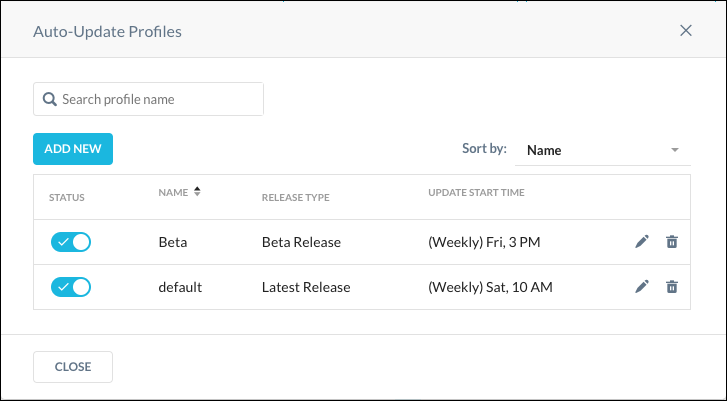 Auto-Update Profiles
Search profile name
ADD NEW
Sort by: Name
STATUS NAME RELEASE TYPE UPDATE START TIME
Beta Beta Release (Weekly) Fri, 3 PM
default Latest Release (Weekly) Sat, 10 AM
CLOSE